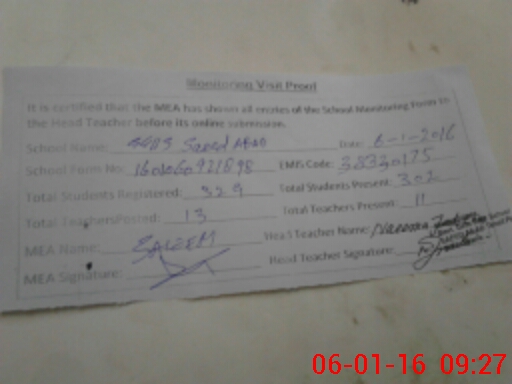 Monitoring Visit Proof
It is certified that the MEA has shown all entries of the School Monitoring Form to
the Head Teacher before its online submission.
School Name: Saeed ABAD Date: 6-1-2016
School Form No: EMIS Code: 38330175
Total Students Registered: 329 Total Students Present: 302
Total Teachers Posted: 13 Total Teachers Present: 11
MEA Name: SALEEM Head Teacher Name:
MEA Signature: Head Teacher Signature:
06-01-16 09:27